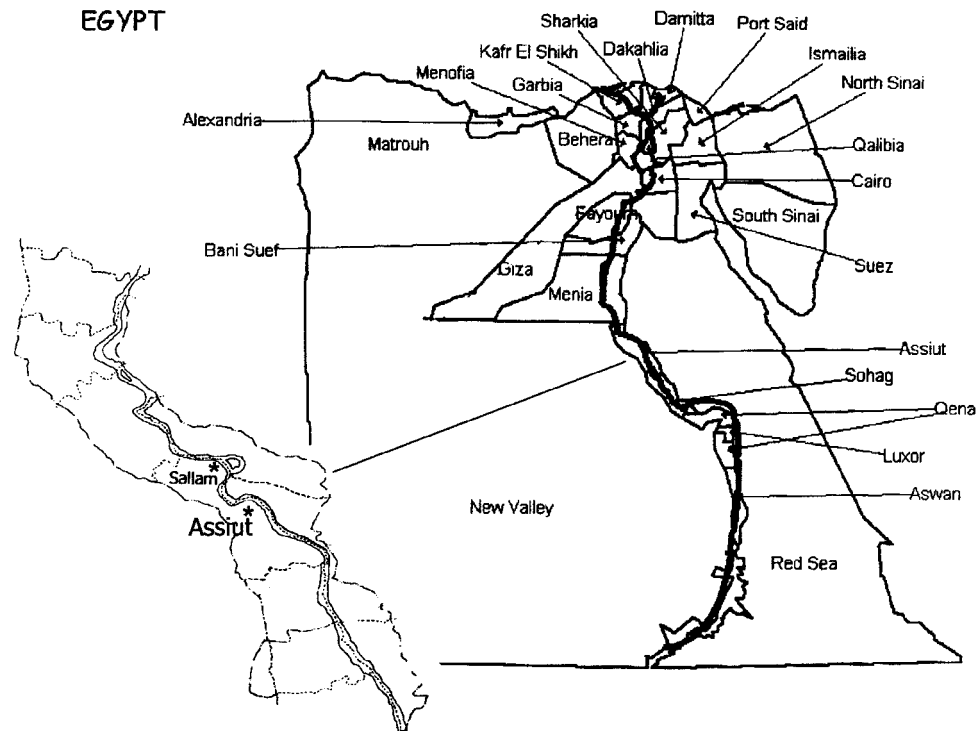 EGYPT
Sharkia
Damitta
Port Said
Kafr El Shikh
Dakahlia
Ismailia
Menofia
Garbia
North Sinai
Alexandria
Matrouh
Behera
Qalibia
Cairo
Fayoum
South Sinai
Bani Suef
Giza
Suez
Menia
Assiut
Sohag
Qena
Luxor
Sallam
*
Aswan
New Valley
Assiut
*
Red Sea